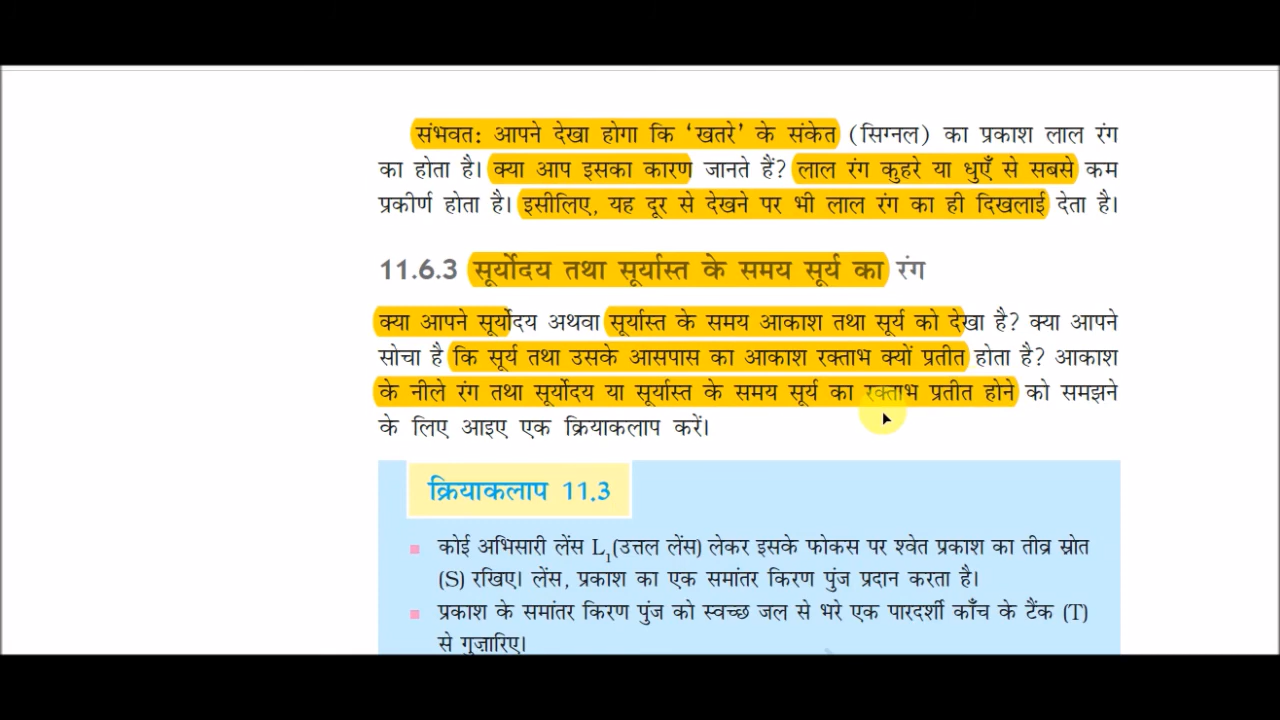 संभवत: आपने देखा होगा कि ‘खतरे’ के संकेत (सिग्नल) का प्रकाश लाल रंग
का होता है। क्या आप इसका कारण जानते हैं? लाल रंग कुहरे या धुएँ से सबसे कम
प्रकीर्ण होता है। इसीलिए, यह दूर से देखने पर भी लाल रंग का ही दिखलाई देता है।
11.6.3 सूर्योदय तथा सूर्यास्त के समय सूर्य का रंग
क्या आपने सूर्योदय अथवा सूर्यास्त के समय आकाश तथा सूर्य को देखा है? क्या आपने
सोचा है कि सूर्य तथा उसके आसपास का आकाश रक्ताभ क्यों प्रतीत होता है? आकाश
के नीले रंग तथा सूर्योदय या सूर्यास्त के समय सूर्य का रक्ताभ प्रतीत होने को समझने
के लिए आइए एक क्रियाकलाप करें।
क्रियाकलाप 11.3
कोई अभिसारी लेंस L1(उत्तल लेंस) लेकर इसके फोकस पर श्वेत प्रकाश का तीव्र स्रोत
(S) रखिए। लेंस, प्रकाश का एक समांतर किरण पुंज प्रदान करता है।
प्रकाश के समांतर किरण पुंज को स्वच्छ जल से भरे एक पारदर्शी काँच के टैंक (T)
से गुज़ारिए।